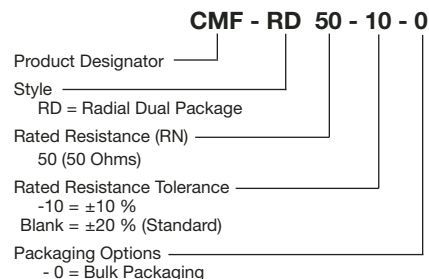 CMF - RD 50 - 10 - 0
Product Designator
Style
RD = Radial Dual Package
Rated Resistance (RN)
50 (50 Ohms)
Rated Resistance Tolerance
-10 = ±10 %
Blank = ±20 % (Standard)
Packaging Options
- 0 = Bulk Packaging